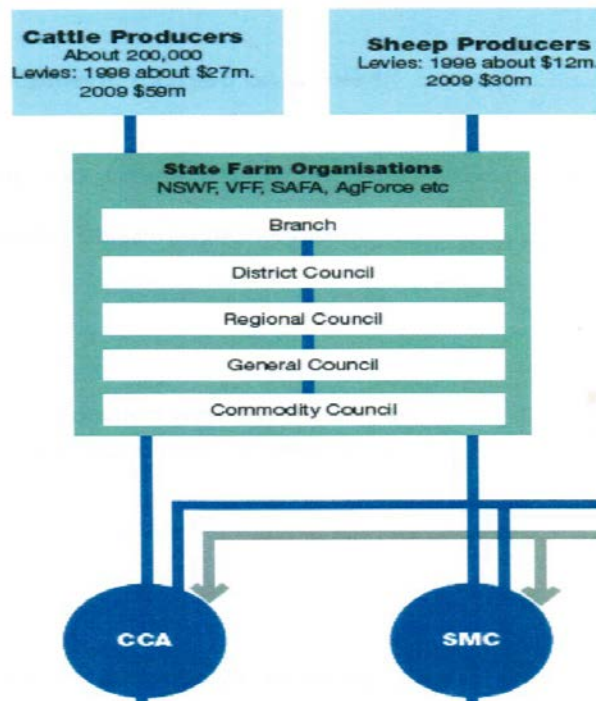 Cattle Producers
About 200,000
Levies: 1998 about $27m.
2009 $59m
Sheep Producers
Levies: 1998 about $12m.
2009 $30m
State Farm Organisations
NSWF, VFF, SAFA, AgForce etc
Branch
District Council
Regional Council
General Council
Commodity Council
CCA
SMC